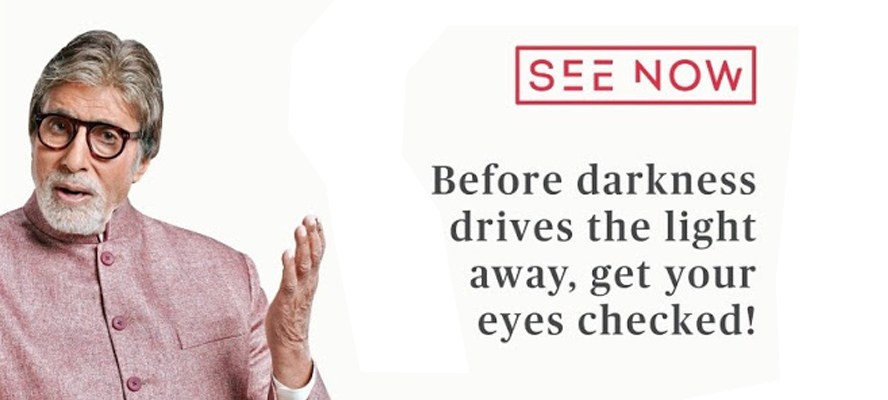 SEE NOW
Before darkness
drives the light
away, get your
eyes checked!